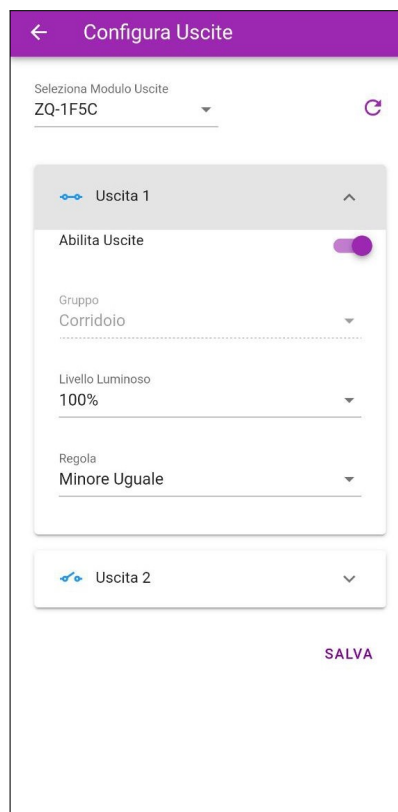 Configura Uscite
Seleziona Modulo Uscite
ZQ-1F5C
Uscita 1
Abilita Uscite
Gruppo
Corridoio
Livello Luminoso
100%
Regola
Minore Uguale
Uscita 2
SALVA